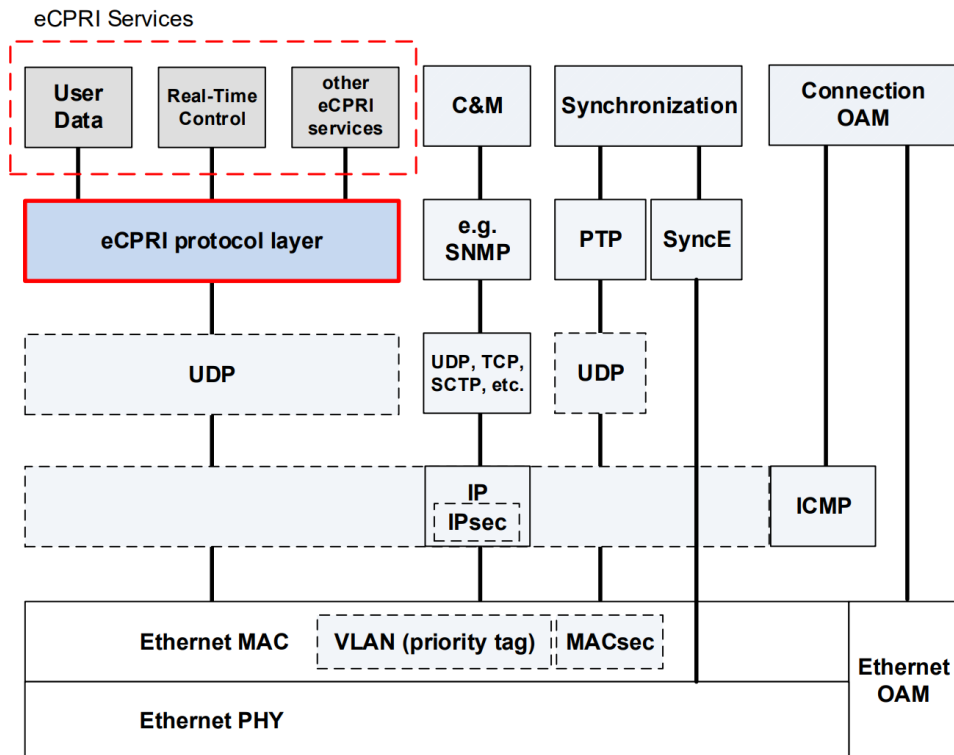 eCPRI Services
User
Data
Real-Time
Control
other
eCPRI
services
C&M
Synchronization
Connection
OAM
eCPRI protocol layer
e.g.
SNMP
PTP
SyncE
UDP
UDP, TCP,
SCTP, etc.
UDP
IP
IPsec
ICMP
Ethernet MAC
VLAN (priority tag)
MACsec
Ethernet
OAM
Ethernet PHY